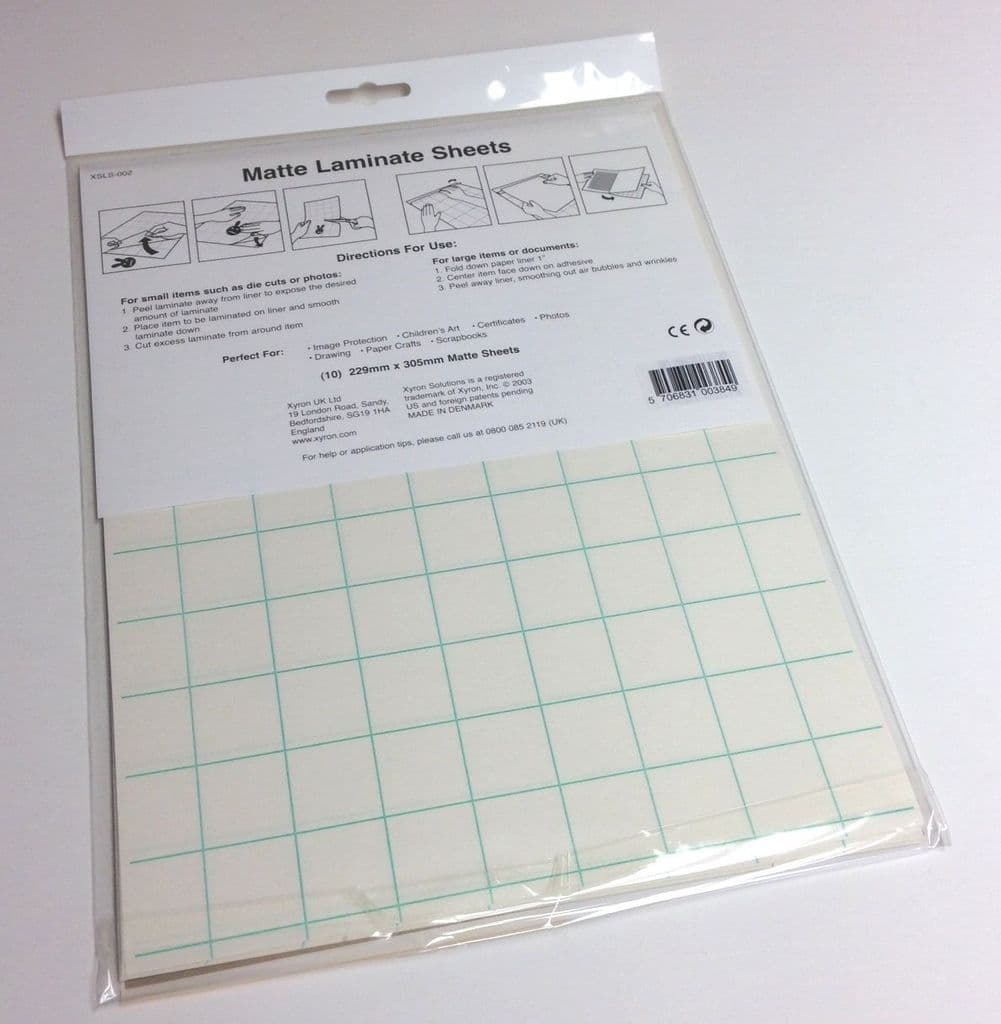 XSLS-002
Matte Laminate Sheets
Directions For Use:
For small items such as die cuts or photos:
1. Peel laminate away from liner to expose the desired
amount of laminate
2. Place item to be laminated on liner and smooth
laminate down
3. Cut excess laminate from around item
For large items or documents:
1. Fold down paper liner 1"
2. Center item face down on adhesive
3. Peel away liner, smoothing out air bubbles and wrinkles
Perfect For:
• Image Protection • Children's Art • Certificates • Photos
• Drawing • Paper Crafts • Scrapbooks
(10) 229mm x 305mm Matte Sheets
Xyron UK Ltd
19 London Road, Sandy,
Bedfordshire, SG19 1HA
England
www.xyron.com
Xyron Solutions is a registered
trademark of Xyron, Inc. © 2003
US and foreign patents pending
MADE IN DENMARK
For help or application tips, please call us at 0800 085 2119 (UK)
CE
5 706831 003849